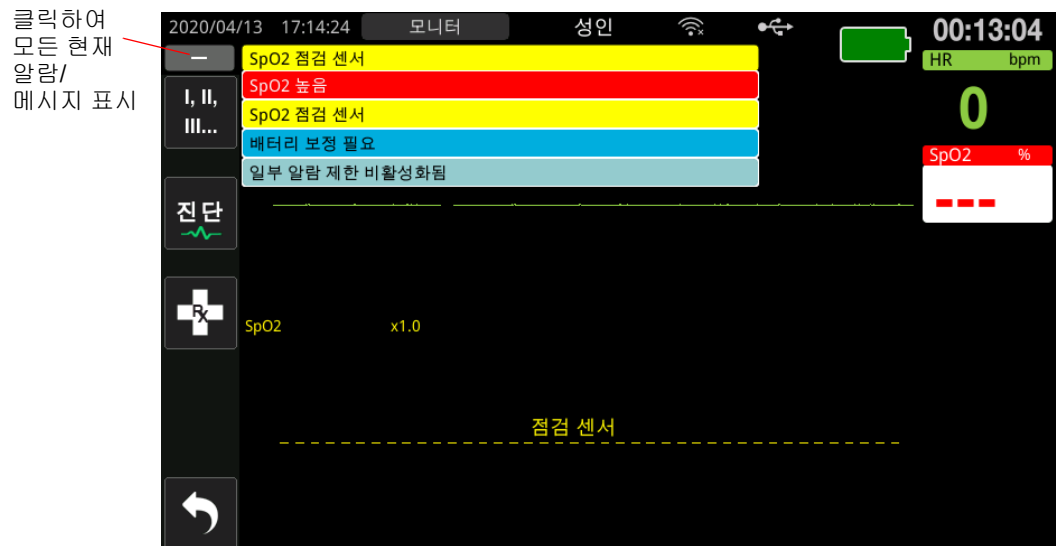 클릭하여
모든 현재
알람/
메시지 표시
2020/04/13 17:14:24 모니터 성인 00:13:04
SpO2 점검 센서
HR bpm
SpO2 높음
I, II,
III...
SpO2 점검 센서
0
배터리 보정 필요
SpO2 %
일부 알람 제한 비활성화됨
---
진단
Rx
SpO2 x1.0
점검 센서